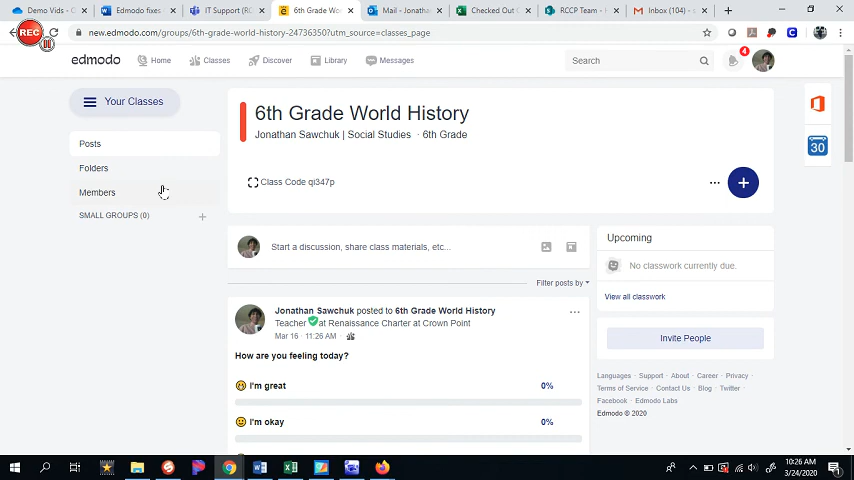 Demo Vids - Clas
Edmodo fixes
IT Support (RC
6th Grade Wor
Mail - Jonatha
Checked Out C
RCCP Team - H
Inbox (104) - c
REC
new.edmodo.com/groups/6th-grade-world-history-24736350?utm_source=classes_page
edmodo
Home
Classes
Discover
Library
Messages
Search
4
Your Classes
6th Grade World History
Jonathan Sawchuk | Social Studies · 6th Grade
Posts
Folders
Members
SMALL GROUPS (0)
+
Class Code qi347p
...
+
30
Start a discussion, share class materials, etc...
Filter posts by
Upcoming
No classwork currently due.
View all classwork
Invite People
Jonathan Sawchuk posted to 6th Grade World History
Teacher at Renaissance Charter at Crown Point
Mar 16 · 11:26 AM ·
...
How are you feeling today?
I'm great 0%
I'm okay 0%
Languages · Support · About · Career · Privacy ·
Terms of Service · Contact Us · Blog · Twitter ·
Facebook · Edmodo Labs
Edmodo © 2020
10:26 AM
3/24/2020